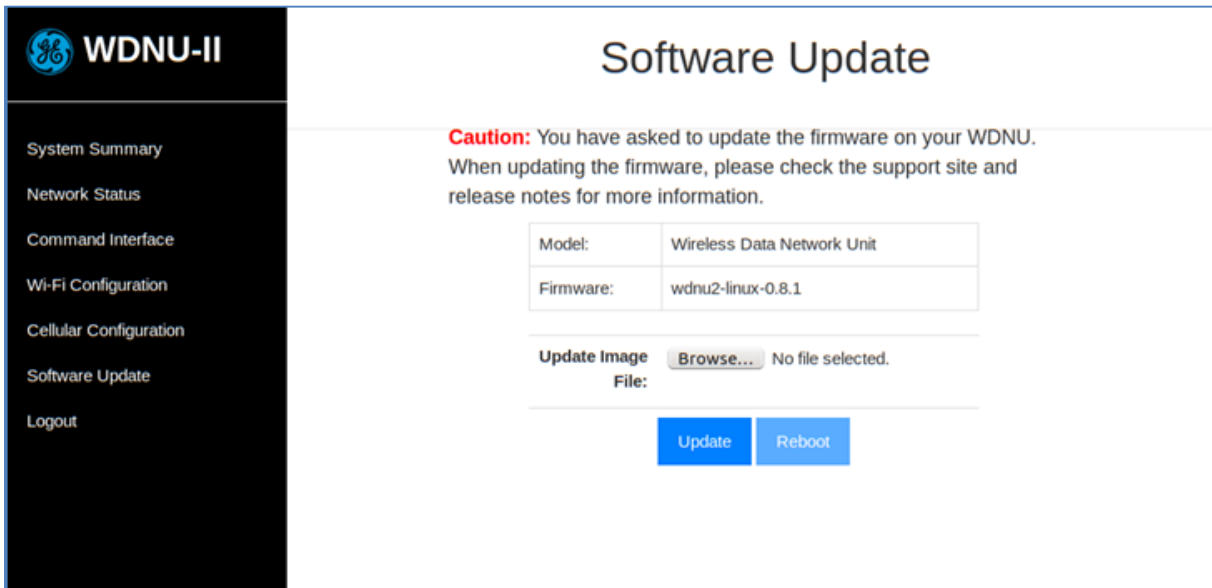 WDNU-II
System Summary
Network Status
Command Interface
Wi-Fi Configuration
Cellular Configuration
Software Update
Logout
Software Update
Caution: You have asked to update the firmware on your WDNU.
When updating the firmware, please check the support site and
release notes for more information.
Model: Wireless Data Network Unit
Firmware: wdnu2-linux-0.8.1
Update Image Browse... No file selected.
File:
Update Reboot